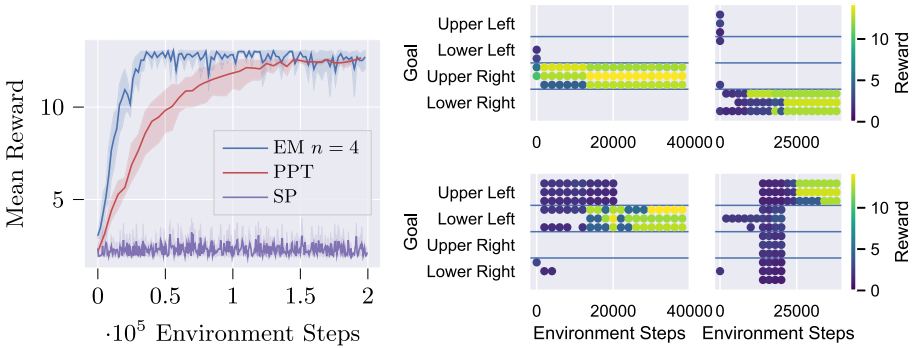 Mean Reward
10
5
EM n = 4
PPT
SP
0 0.5 1 1.5 2
·10⁵ Environment Steps
Goal
Upper Left
Lower Left
Upper Right
Lower Right
0 20000 40000
0 25000
10
5
0
Reward
Goal
Upper Left
Lower Left
Upper Right
Lower Right
0 20000 40000
0 25000
Environment Steps Environment Steps
10
5
0
Reward